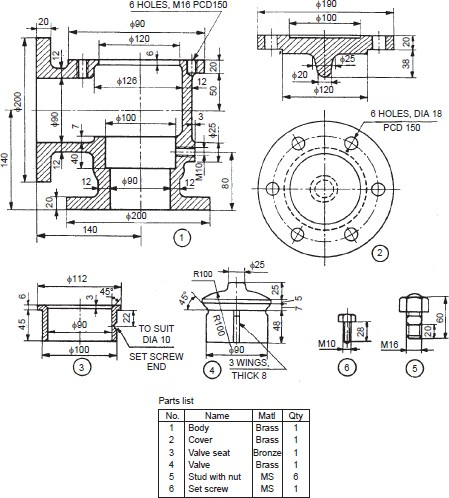 6 HOLES, M16 PCD150
ϕ90
ϕ120
20
12
6
20
ϕ126
12
50
ϕ200
ϕ90
ϕ100
3
ϕ25
7
140
40
M10
12
12
ϕ90
12
80
20
ϕ200
140
1
ϕ190
ϕ100
20
38
ϕ25
ϕ20
ϕ120
6 HOLES, DIA 18
PCD 150
2
ϕ112
45°
6
3
45
ϕ90
22
ϕ100
TO SUIT
DIA 10
SET SCREW
END
3
ϕ25
R100
25
5
45°
7
R100
48
ϕ90
3 WINGS,
THICK 8
4
28
M10
6
60
20
M16
5
Parts list
No. Name Matl Qty
1 Body Brass 1
2 Cover Brass 1
3 Valve seat Bronze 1
4 Valve Brass 1
5 Stud with nut MS 6
6 Set screw MS 1